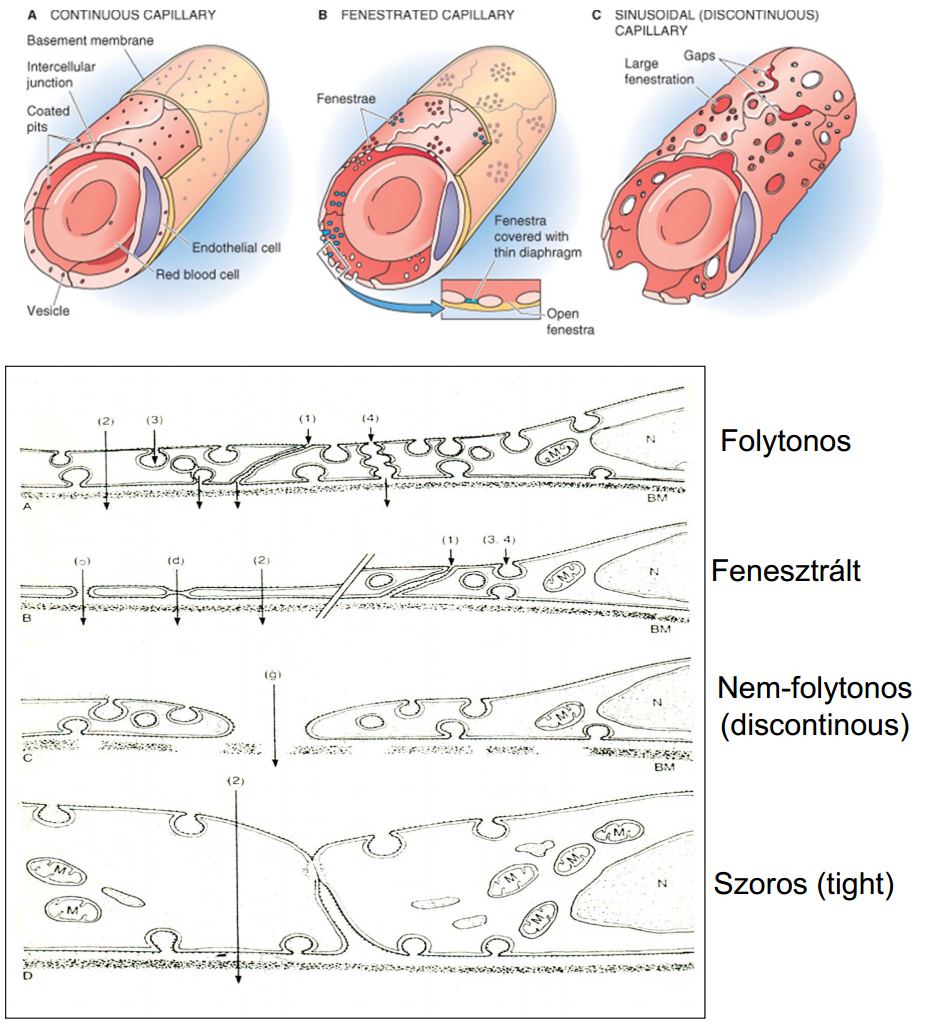 A CONTINUOUS CAPILLARY
Basement membrane
Intercellular
junction
Coated
pits
Endothelial cell
Red blood cell
Vesicle
B FENESTRATED CAPILLARY
Fenestrae
Fenestra
covered with
thin diaphragm
Open
fenestra
C SINUSOIDAL (DISCONTINUOUS)
CAPILLARY
Large
fenestration
Gaps
(2) (3) (1) (4)
M N
BM
A
Folytonos
(o) (d) (2) (1) (3, 4)
M N
BM
B
Fenesztrált
(g)
M N
BM
C
Nem-folytonos
(discontinous)
(2)
M M M M M M N
D
Szoros (tight)